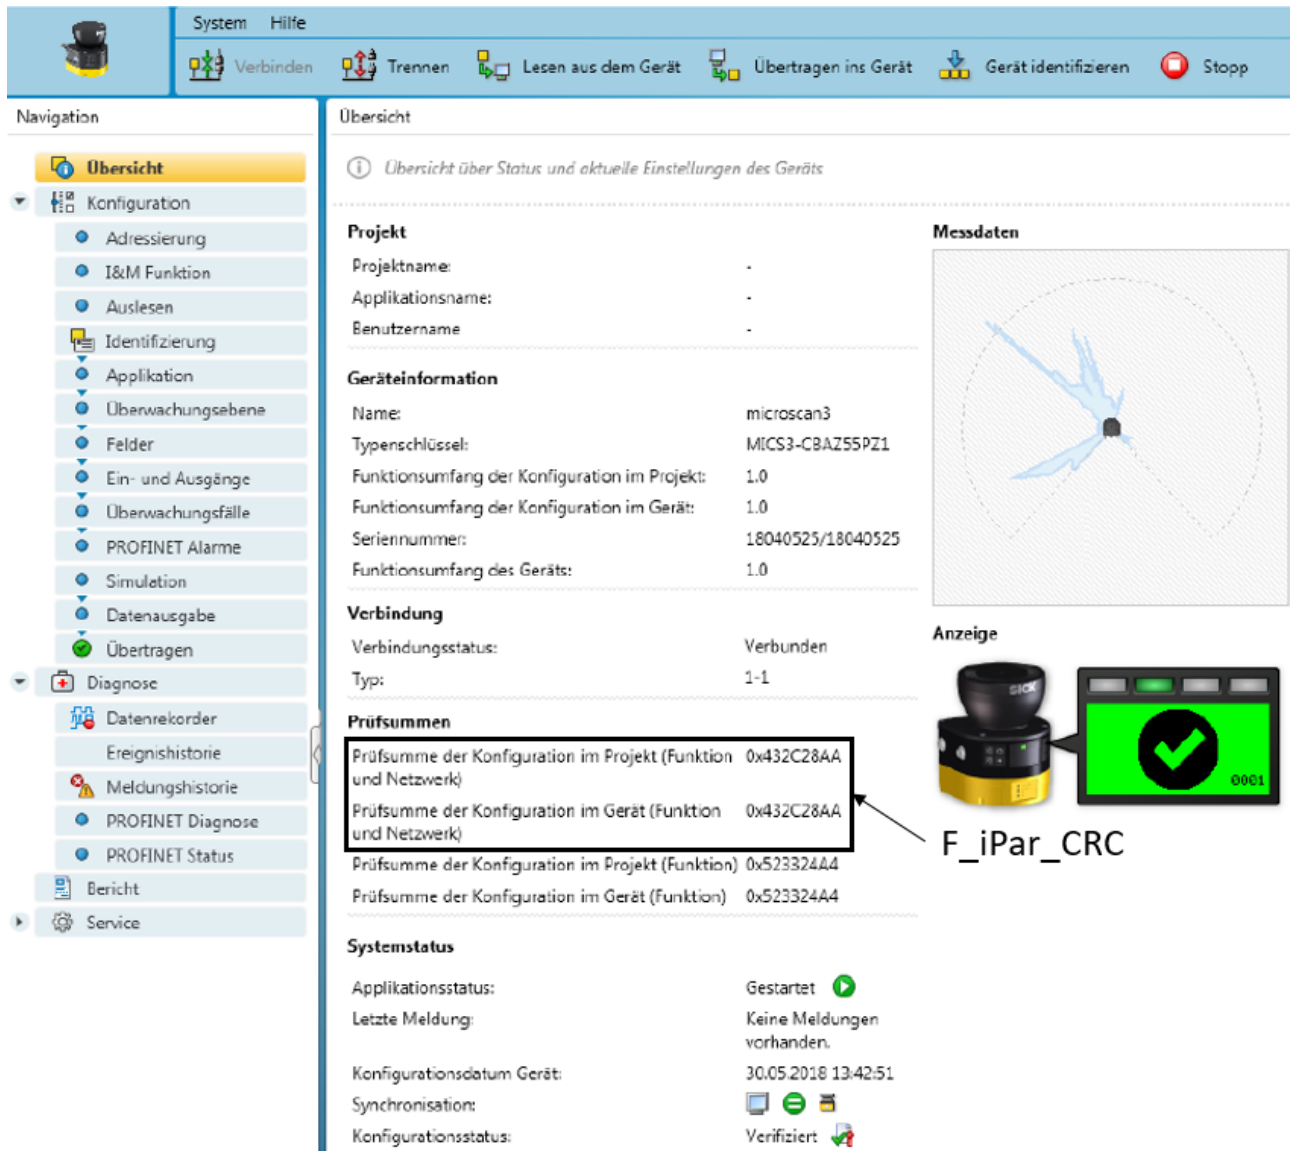 System Hilfe
Verbinden Trennen Lesen aus dem Gerät Übertragen ins Gerät Gerät identifizieren Stopp
Navigation
Übersicht
Konfiguration
Adressierung
I&M Funktion
Auslesen
Identifizierung
Applikation
Überwachungsebene
Felder
Ein- und Ausgänge
Überwachungsfälle
PROFINET Alarme
Simulation
Datenausgabe
Übertragen
Diagnose
Datenrekorder
Ereignishistorie
Meldungshistorie
PROFINET Diagnose
PROFINET Status
Bericht
Service
Übersicht
Übersicht über Status und aktuelle Einstellungen des Geräts
Projekt
Projektname: -
Applikationsname: -
Benutzername -
Geräteinformation
Name: microscan3
Typenschlüssel: MICS3-CBAZ55PZ1
Funktionsumfang der Konfiguration im Projekt: 1.0
Funktionsumfang der Konfiguration im Gerät: 1.0
Seriennummer: 18040525/18040525
Funktionsumfang des Geräts: 1.0
Verbindung
Verbindungsstatus: Verbunden
Typ: 1-1
Prüfsummen
Prüfsumme der Konfiguration im Projekt (Funktion 0x432C28AA
und Netzwerk)
Prüfsumme der Konfiguration im Gerät (Funktion 0x432C28AA
und Netzwerk)
Prüfsumme der Konfiguration im Projekt (Funktion) 0x523324A4
Prüfsumme der Konfiguration im Gerät (Funktion) 0x523324A4
Systemstatus
Applikationsstatus: Gestartet
Letzte Meldung: Keine Meldungen
vorhanden.
Konfigurationsdatum Gerät: 30.05.2018 13:42:51
Synchronisation:
Konfigurationsstatus: Verifiziert
Messdaten
Anzeige
SICK
0001
F_iPar_CRC